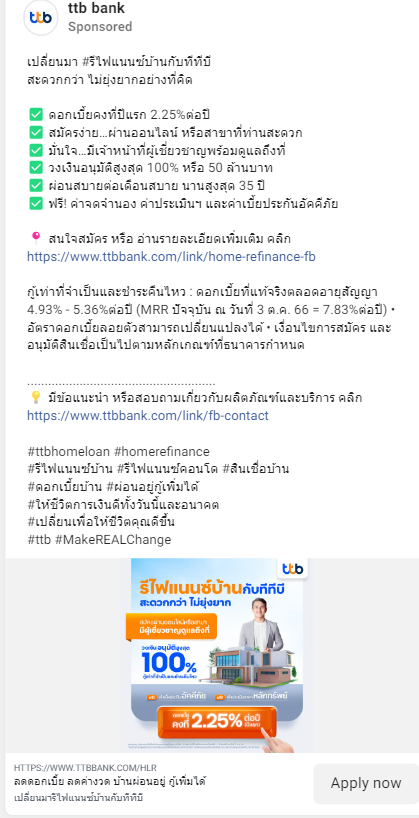 ttb
ttb bank
Sponsored
เปลี่ยนมา #รีไฟแนนซ์บ้านกับทีทีบี
สะดวกกว่า ไม่ยุ่งยากอย่างที่คิด
✅ ดอกเบี้ยคงที่ปีแรก 2.25%ต่อปี
✅ สมัครง่าย...ผ่านออนไลน์ หรือสาขาที่ท่านสะดวก
✅ มั่นใจ...มีเจ้าหน้าที่ผู้เชี่ยวชาญพร้อมดูแลถึงที่
✅ วงเงินอนุมัติสูงสุด 100% หรือ 50 ล้านบาท
✅ ผ่อนสบายต่อเดือนสบาย นานสูงสุด 35 ปี
✅ ฟรี! ค่าจดจำนอง ค่าประเมินฯ และค่าเบี้ยประกันอัคคีภัย
📍 สนใจสมัคร หรือ อ่านรายละเอียดเพิ่มเติม คลิก
https://www.ttbbank.com/link/home-refinance-fb
กู้เท่าที่จำเป็นและชำระคืนไหว : ดอกเบี้ยที่แท้จริงตลอดอายุสัญญา
4.93% - 5.36%ต่อปี (MRR ปัจจุบัน ณ วันที่ 3 ต.ค. 66 = 7.83%ต่อปี) •
อัตราดอกเบี้ยลอยตัวสามารถเปลี่ยนแปลงได้ • เงื่อนไขการสมัคร และ
อนุมัติสินเชื่อเป็นไปตามหลักเกณฑ์ที่ธนาคารกำหนด
......................................................
💡 มีข้อแนะนำ หรือสอบถามเกี่ยวกับผลิตภัณฑ์และบริการ คลิก
https://www.ttbbank.com/link/fb-contact
#ttbhomeloan #homerefinance
#รีไฟแนนซ์บ้าน #รีไฟแนนซ์คอนโด #สินเชื่อบ้าน
#ดอกเบี้ยบ้าน #ผ่อนอยู่กู้เพิ่มได้
#ให้ชีวิตการเงินดีทั้งวันนี้และอนาคต
#เปลี่ยนเพื่อให้ชีวิตคุณดีขึ้น
#ttb #MakeREALChange
ttb
รีไฟแนนซ์บ้านกับทีทีบี
สะดวกกว่า ไม่ยุ่งยาก
สมัครผ่านออนไลน์หรือสาขา
มีผู้เชี่ยวชาญดูแลถึงที่
วงเงินอนุมัติสูงสุด
100%
กู้เท่าที่จำเป็นและชำระคืนไหว
ฟรี อัคคีภัย ฟรี หลักทรัพย์
ดอกเบี้ย
คงที่ 2.25% ต่อปี
HTTPS://WWW.TTBBANK.COM/HLR
ลดดอกเบี้ย ลดค่างวด บ้านผ่อนอยู่ กู้เพิ่มได้
เปลี่ยนมารีไฟแนนซ์บ้านกับทีทีบี
Apply now